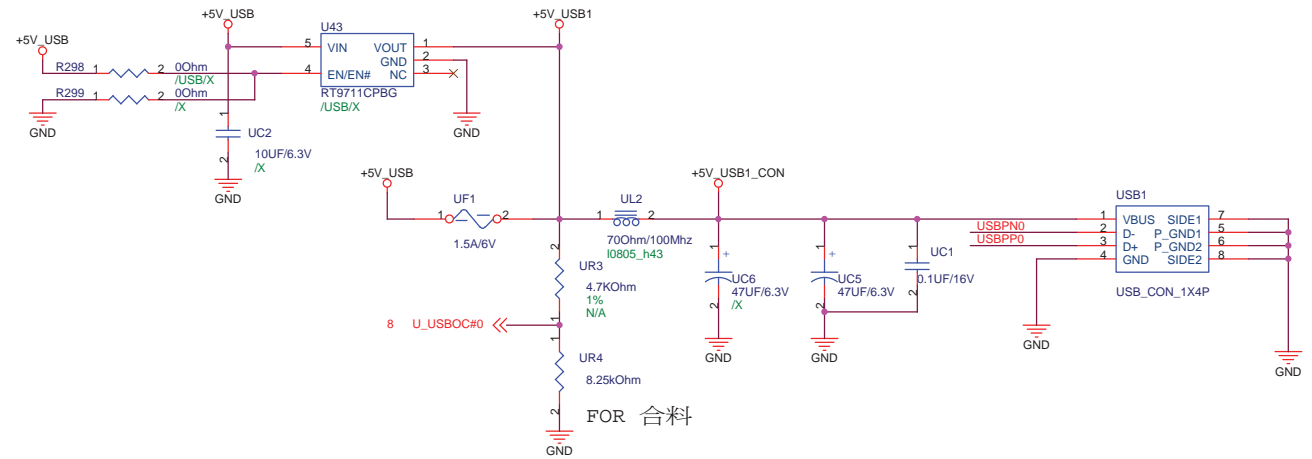 +5V_USB
+5V_USB
+5V_USB1
U43
R298 1 2 0Ohm
/USB/X
R299 1 2 0Ohm
/X
GND
5 VIN VOUT 1
GND 2
4 EN/EN# NC 3
RT9711CPBG
/USB/X
GND
1
UC2
2
10UF/6.3V
/X
GND
+5V_USB
UF1
1 2
1.5A/6V
UL2
1 2
70Ohm/100Mhz
l0805_h43
+5V_USB1_CON
2
UR3
4.7KOhm
1%
N/A
1
8 U_USBOC#0
1
UR4
8.25kOhm
2
FOR 合料
GND
1 +
UC6
47UF/6.3V
2
/X
GND
1 +
UC5
47UF/6.3V
2
GND
1
UC1
0.1UF/16V
2
USB1
1 VBUS SIDE1 7
USBPN0 2 D- P_GND1 5
USBPP0 3 D+ P_GND2 6
4 GND SIDE2 8
USB_CON_1X4P
GND
GND